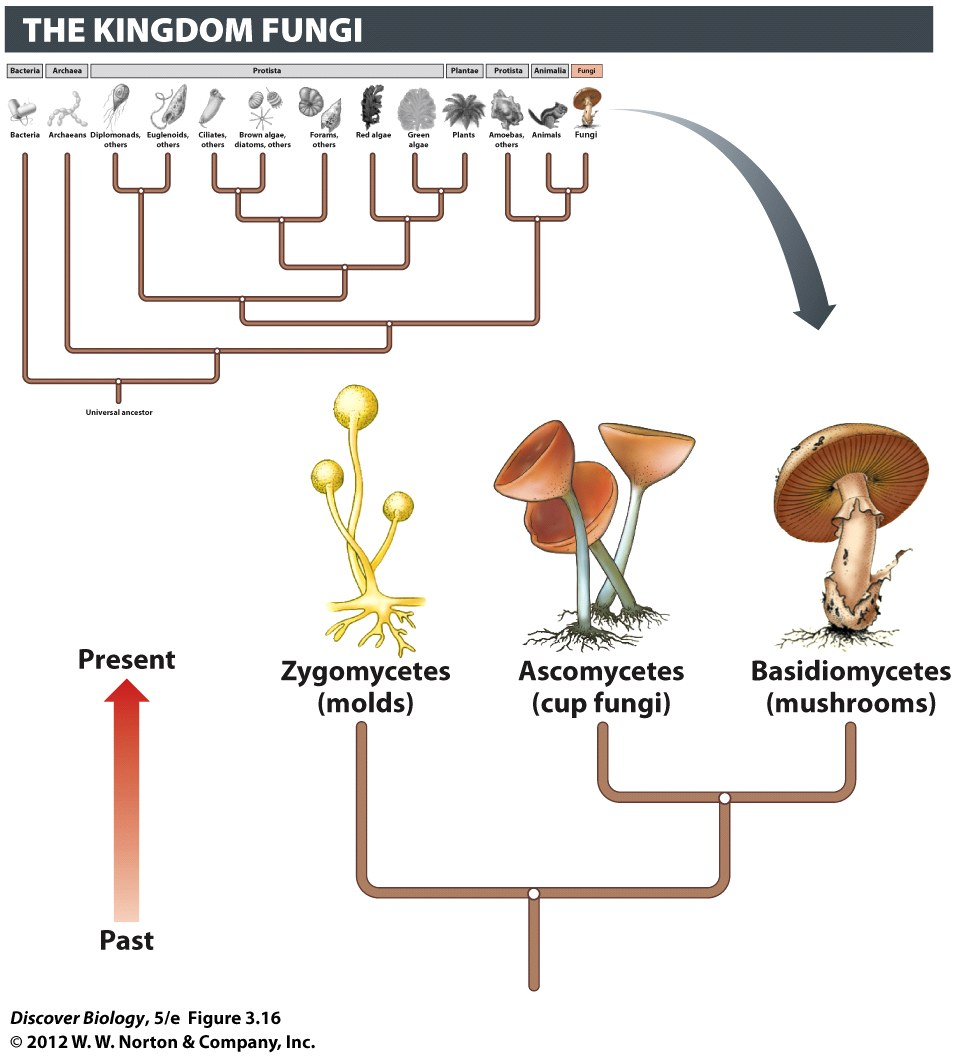 THE KINGDOM FUNGI
Bacteria Archaea Protista Plantae Protista Animalia Fungi
Bacteria Archaeans Diplomonads, Euglenoids, Ciliates, Brown algae, Forams, Red algae Green Plants Amoebas, Animals Fungi
others others others diatoms, others others algae others
Universal ancestor
Present
Zygomycetes Ascomycetes Basidiomycetes
(molds) (cup fungi) (mushrooms)
Past
Discover Biology, 5/e Figure 3.16
© 2012 W. W. Norton & Company, Inc.